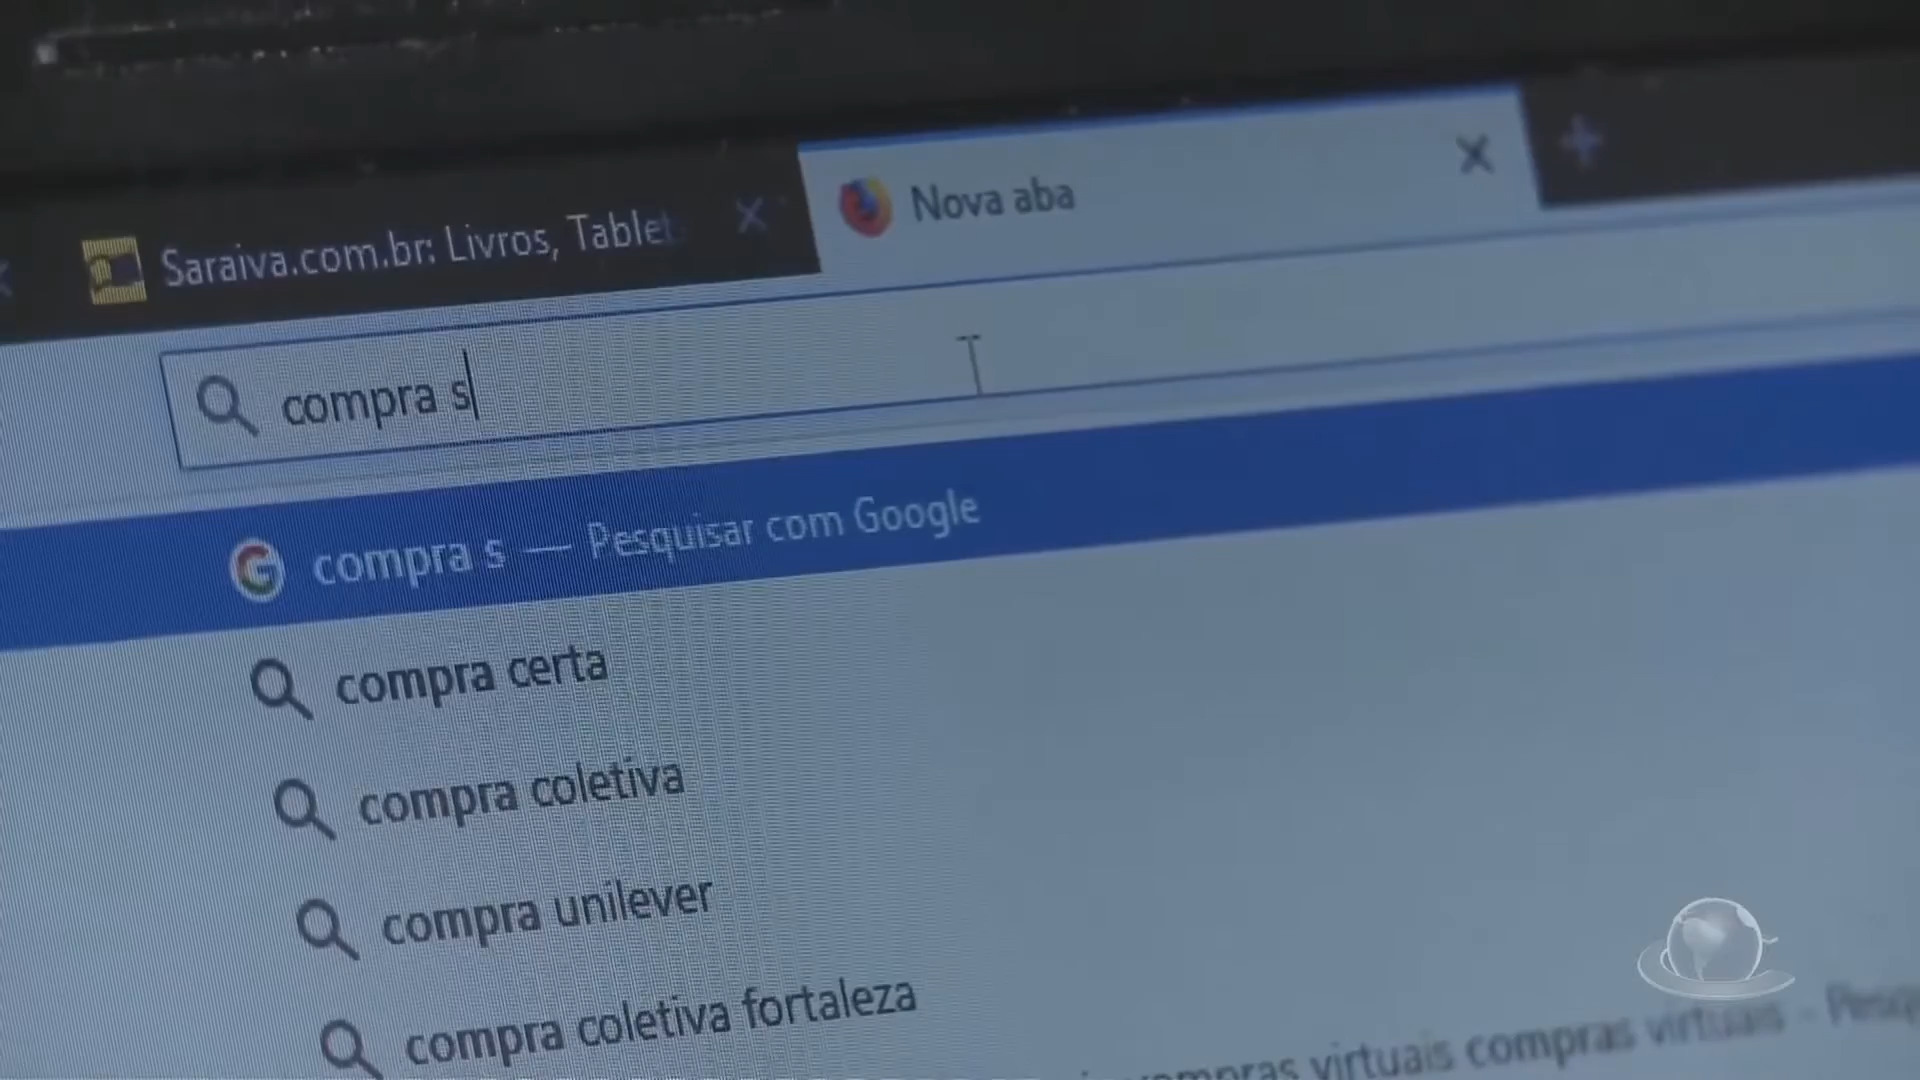 Saraiva.com.br: Livros, Tablet
Nova aba
compra s
compra s — Pesquisar com Google
compra certa
compra coletiva
compra unilever
compra coletiva fortaleza
compras virtuais compras virtuais -